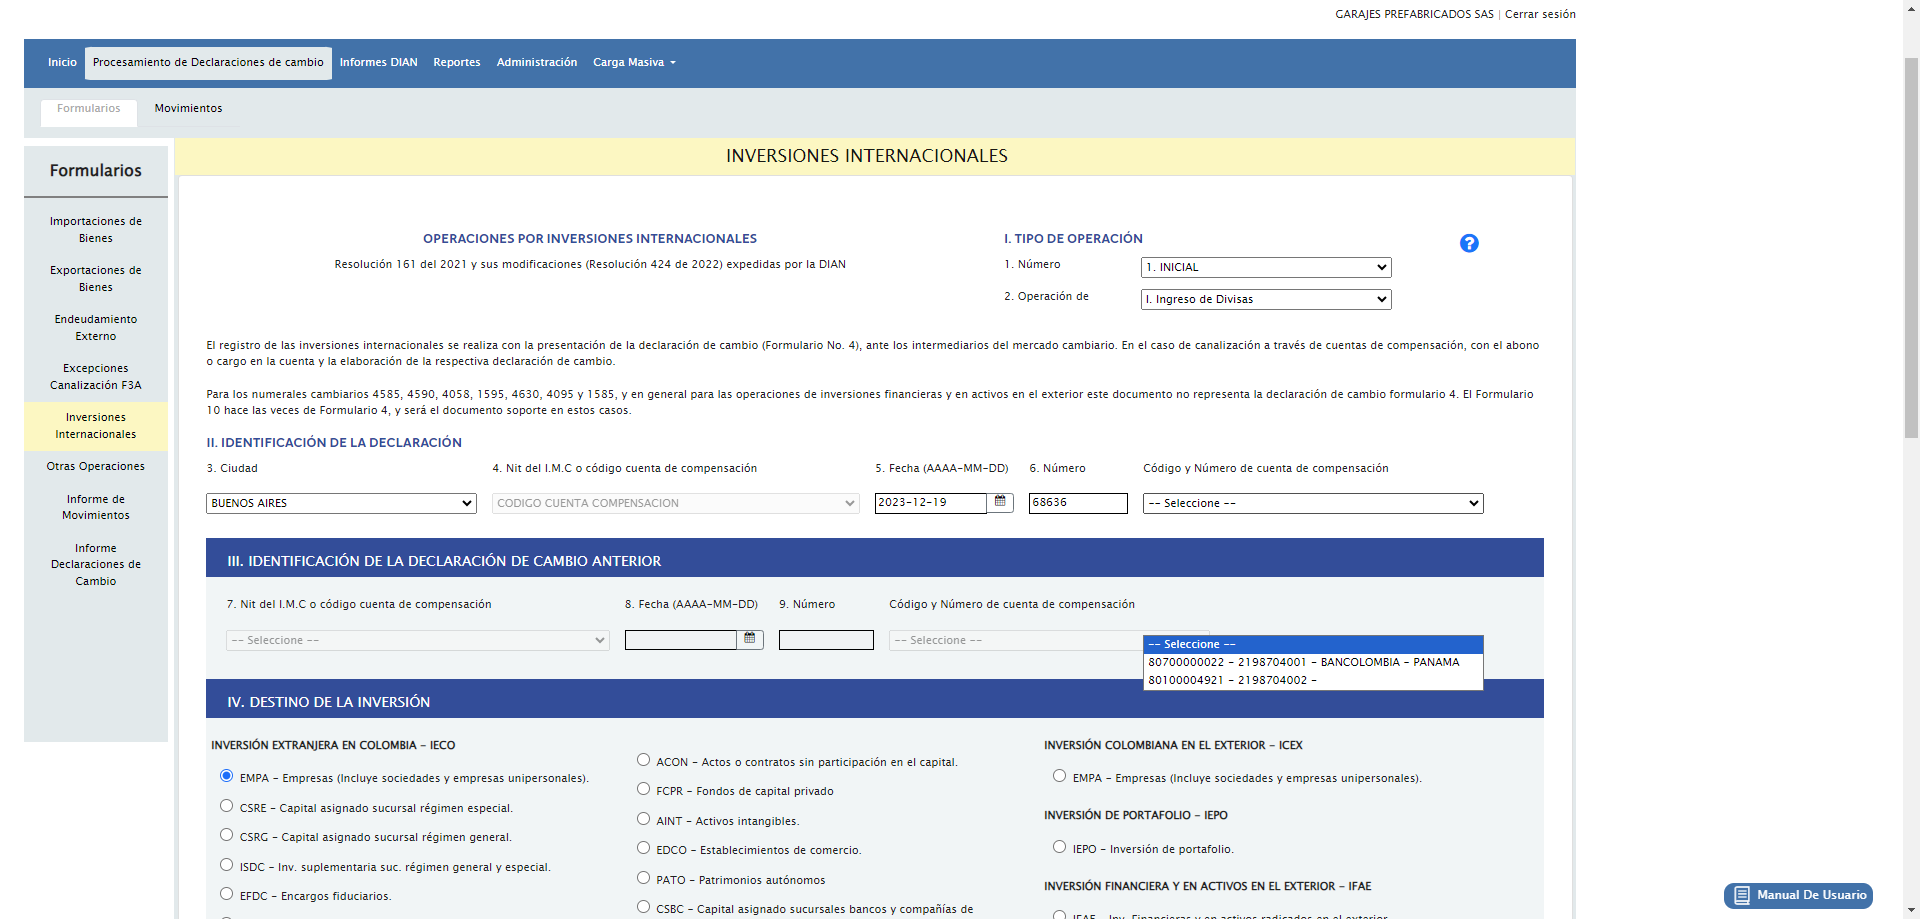 GARAJES PREFABRICADOS SAS | Cerrar sesión
Inicio Procesamiento de Declaraciones de cambio Informes DIAN Reportes Administración Carga Masiva
Formularios Movimientos
Formularios
Importaciones de
Bienes
Exportaciones de
Bienes
Endeudamiento
Externo
Excepciones
Canalización F3A
Inversiones
Internacionales
Otras Operaciones
Informe de
Movimientos
Informe
Declaraciones de
Cambio
INVERSIONES INTERNACIONALES
OPERACIONES POR INVERSIONES INTERNACIONALES
Resolución 161 del 2021 y sus modificaciones (Resolución 424 de 2022) expedidas por la DIAN
I. TIPO DE OPERACIÓN
?
1. Número 1. INICIAL
2. Operación de I. Ingreso de Divisas
El registro de las inversiones internacionales se realiza con la presentación de la declaración de cambio (Formulario No. 4), ante los intermediarios del mercado cambiario. En el caso de canalización a través de cuentas de compensación, con el abono
o cargo en la cuenta y la elaboración de la respectiva declaración de cambio.
Para los numerales cambiarios 4585, 4590, 4058, 1595, 4630, 4095 y 1585, y en general para las operaciones de inversiones financieras y en activos en el exterior este documento no representa la declaración de cambio formulario 4. El Formulario
10 hace las veces de Formulario 4, y será el documento soporte en estos casos.
II. IDENTIFICACIÓN DE LA DECLARACIÓN
3. Ciudad 4. Nit del I.M.C o código cuenta de compensación 5. Fecha (AAAA-MM-DD) 6. Número Código y Número de cuenta de compensación
BUENOS AIRES CODIGO CUENTA COMPENSACION 2023-12-19 68636 -- Seleccione --
III. IDENTIFICACIÓN DE LA DECLARACIÓN DE CAMBIO ANTERIOR
7. Nit del I.M.C o código cuenta de compensación 8. Fecha (AAAA-MM-DD) 9. Número Código y Número de cuenta de compensación
-- Seleccione -- -- Seleccione --
-- Seleccione --
80700000022 - 2198704001 - BANCOLOMBIA - PANAMA
80100004921 - 2198704002 -
IV. DESTINO DE LA INVERSIÓN
INVERSIÓN EXTRANJERA EN COLOMBIA - IECO
EMPA - Empresas (Incluye sociedades y empresas unipersonales).
CSRE - Capital asignado sucursal régimen especial.
CSRG - Capital asignado sucursal régimen general.
ISDC - Inv. suplementaria suc. régimen general y especial.
EFDC - Encargos fiduciarios.
ACON - Actos o contratos sin participación en el capital.
FCPR - Fondos de capital privado
AINT - Activos intangibles.
EDCO - Establecimientos de comercio.
PATO - Patrimonios autónomos
CSBC - Capital asignado sucursales bancos y compañías de
INVERSIÓN COLOMBIANA EN EL EXTERIOR - ICEX
EMPA - Empresas (Incluye sociedades y empresas unipersonales).
INVERSIÓN DE PORTAFOLIO - IEPO
IEPO - Inversión de portafolio.
INVERSIÓN FINANCIERA Y EN ACTIVOS EN EL EXTERIOR - IFAE
IFAE - Inv. Financieras y en activos radicados en el exterior
Manual De Usuario